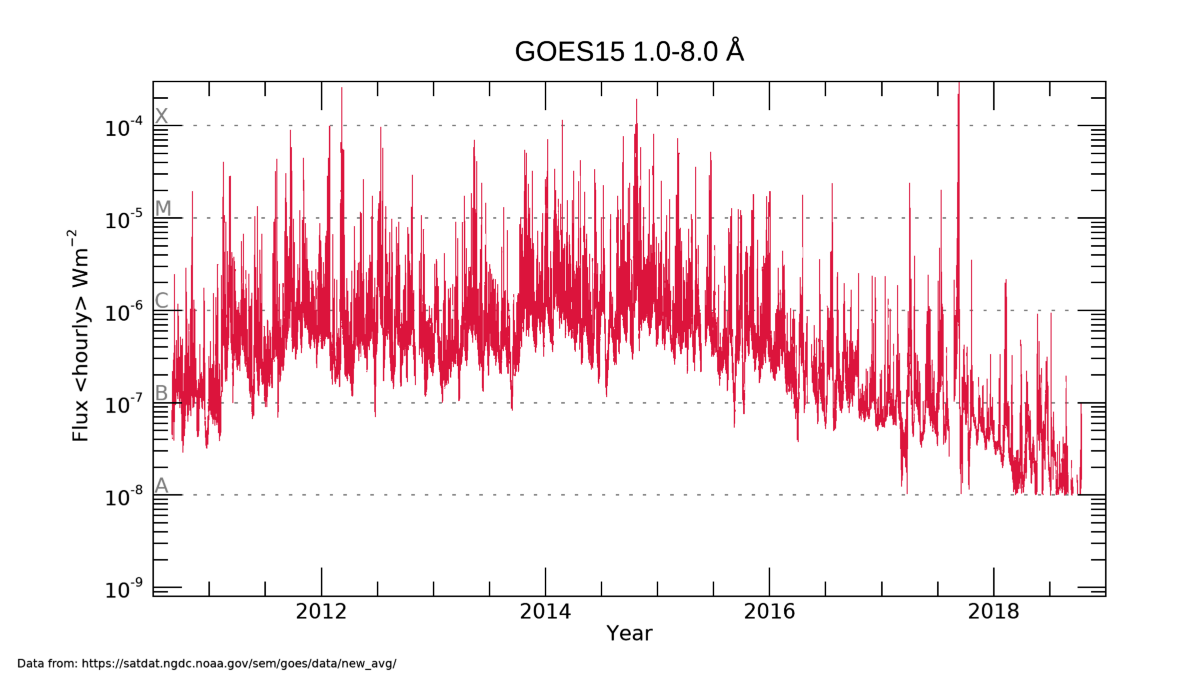 GOES15 1.0-8.0 Å
X
10⁻⁴
M
10⁻⁵
Flux <hourly> Wm⁻²
C
10⁻⁶
B
10⁻⁷
A
10⁻⁸
10⁻⁹
2012 2014 2016 2018
Year
Data from: https://satdat.ngdc.noaa.gov/sem/goes/data/new_avg/